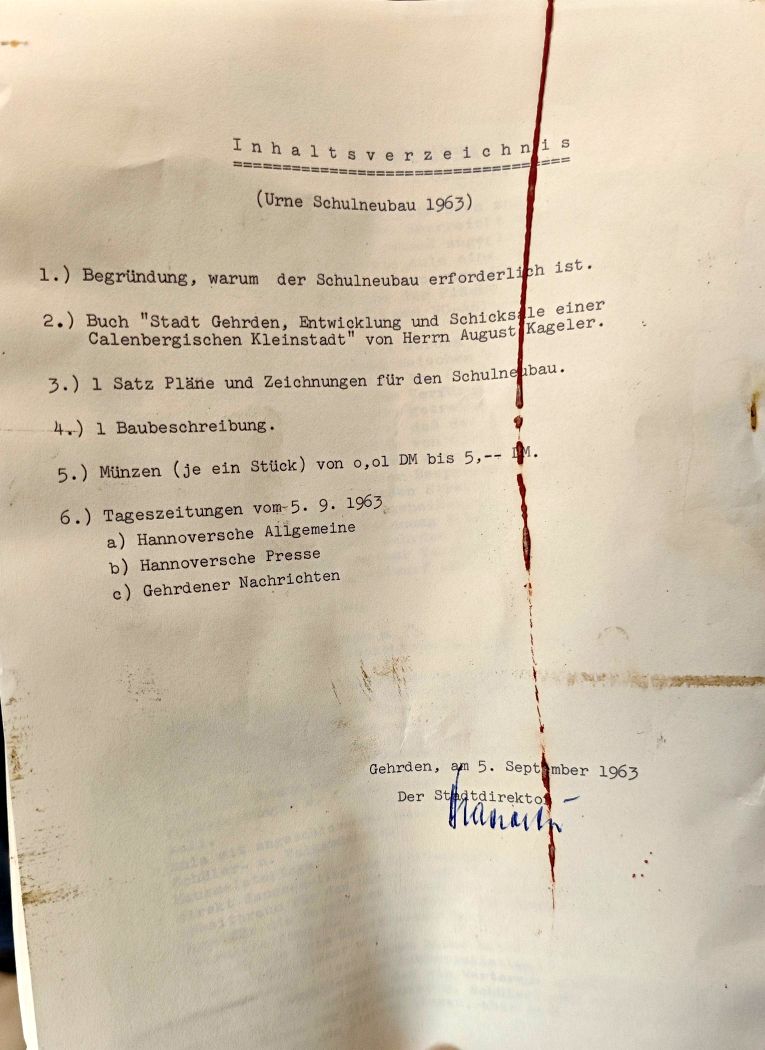 Inhaltsverzeichnis
(Urne Schulneubau 1963)
1.) Begründung, warum der Schulneubau erforderlich ist.
2.) Buch "Stadt Gehrden, Entwicklung und Schicksale einer
Calenbergischen Kleinstadt" von Herrn August Kageler.
3.) 1 Satz Pläne und Zeichnungen für den Schulneubau.
4.) 1 Baubeschreibung.
5.) Münzen (je ein Stück) von o,o1 DM bis 5,-- DM.
6.) Tageszeitungen vom 5. 9. 1963
a) Hannoversche Allgemeine
b) Hannoversche Presse
c) Gehrdener Nachrichten
Gehrden, am 5. September 1963
Der Stadtdirektor